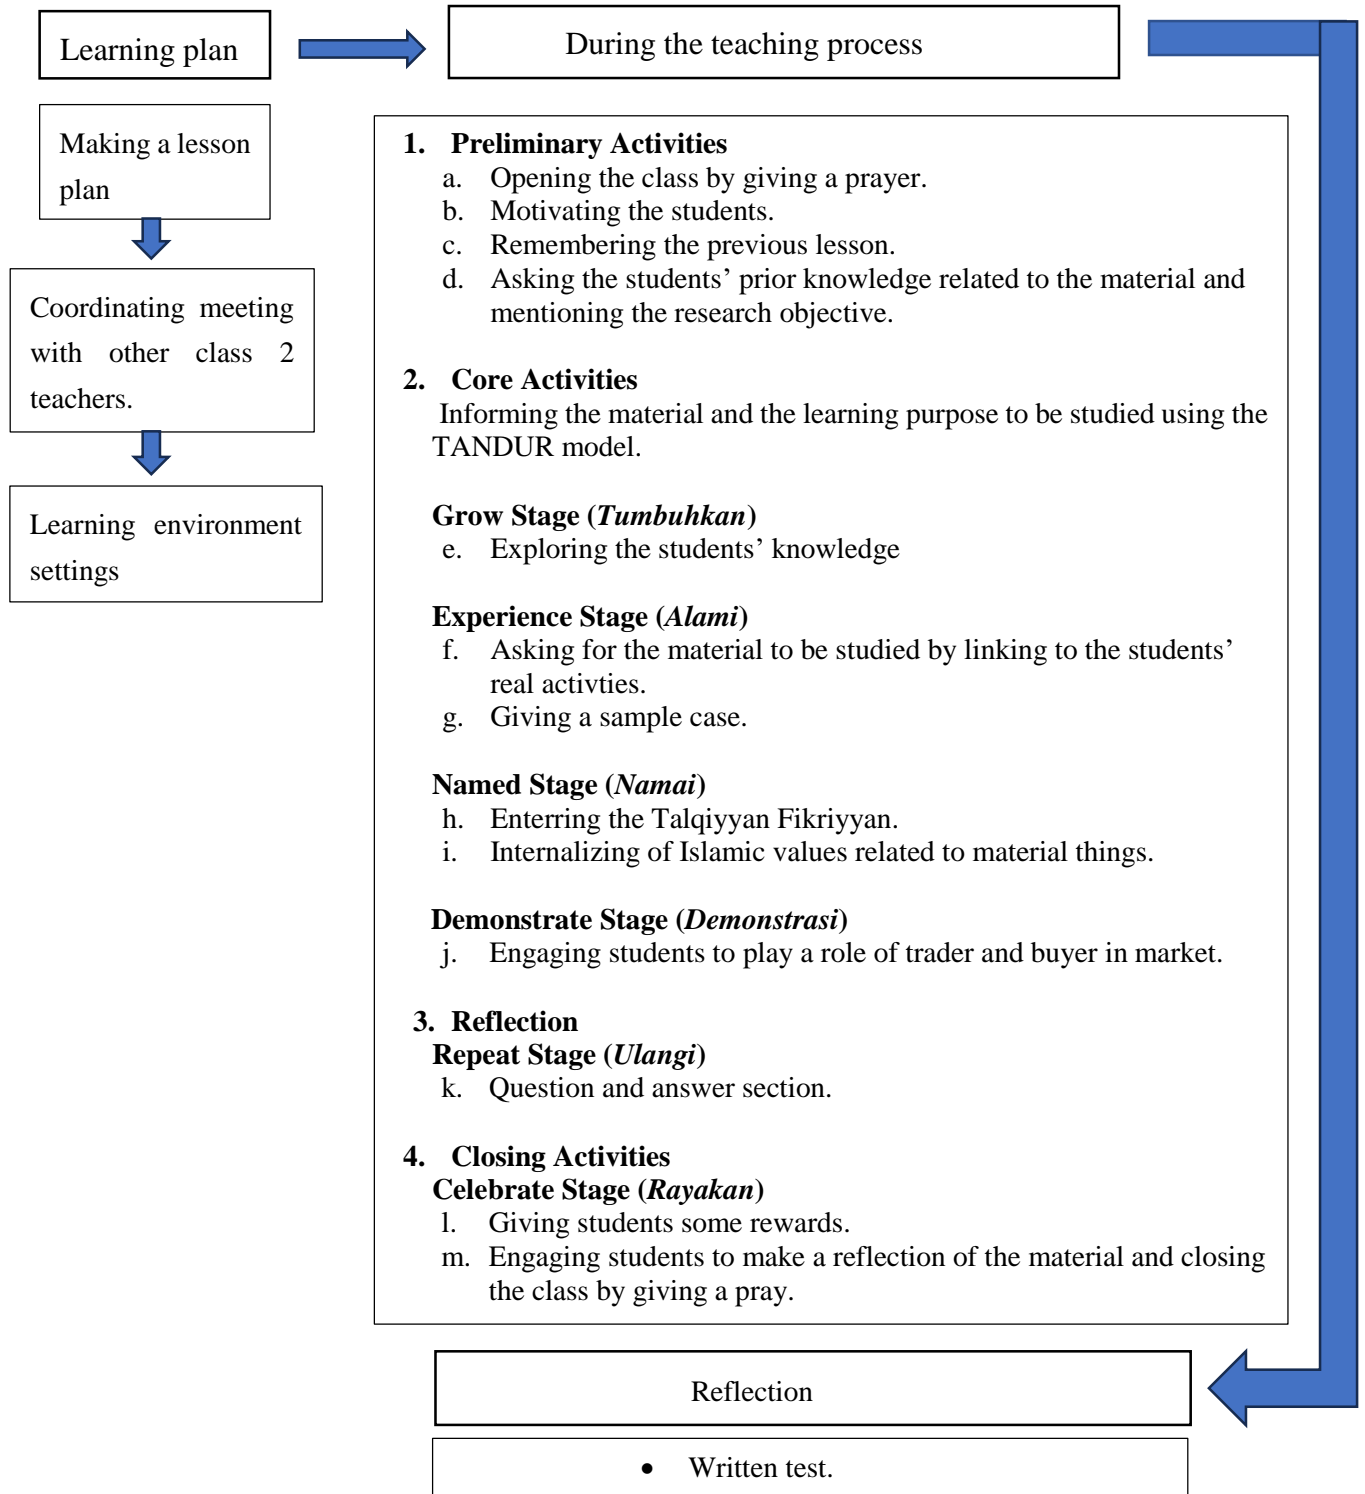 Learning plan
During the teaching process
Making a lesson
plan
Coordinating meeting
with other class 2
teachers.
Learning environment
settings
1. Preliminary Activities
a. Opening the class by giving a prayer.
b. Motivating the students.
c. Remembering the previous lesson.
d. Asking the students’ prior knowledge related to the material and
mentioning the research objective.
2. Core Activities
Informing the material and the learning purpose to be studied using the
TANDUR model.
Grow Stage (Tumbuhkan)
e. Exploring the students’ knowledge
Experience Stage (Alami)
f. Asking for the material to be studied by linking to the students’
real activties.
g. Giving a sample case.
Named Stage (Namai)
h. Enterring the Talqiyyan Fikriyyan.
i. Internalizing of Islamic values related to material things.
Demonstrate Stage (Demonstrasi)
j. Engaging students to play a role of trader and buyer in market.
3. Reflection
Repeat Stage (Ulangi)
k. Question and answer section.
4. Closing Activities
Celebrate Stage (Rayakan)
l. Giving students some rewards.
m. Engaging students to make a reflection of the material and closing
the class by giving a pray.
Reflection
• Written test.